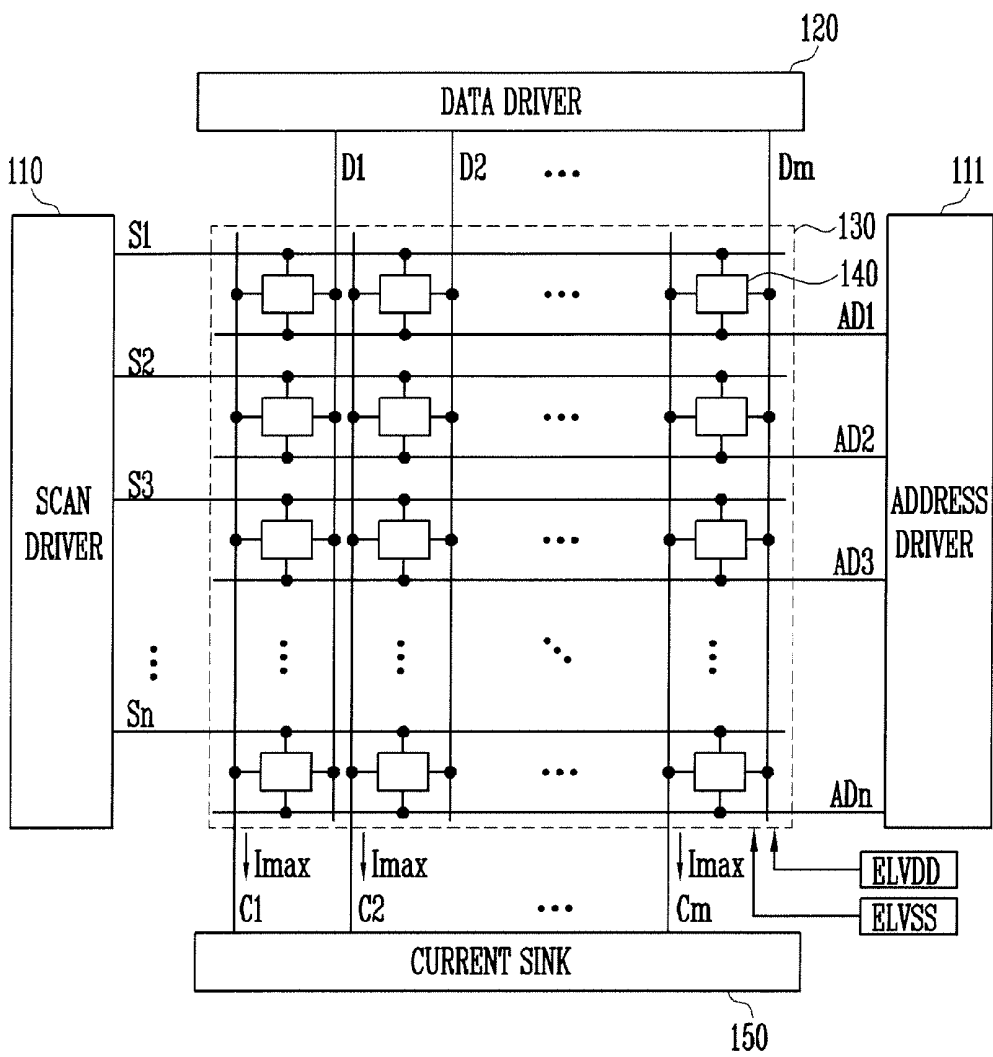 120
DATA DRIVER
110
D1
D2
Dm
111
S1
130
140
AD1
S2
AD2
S3
SCAN
DRIVER
ADDRESS
DRIVER
AD3
Sn
ADn
Imax
Imax
Imax
ELVDD
C1
C2
Cm
ELVSS
CURRENT SINK
150